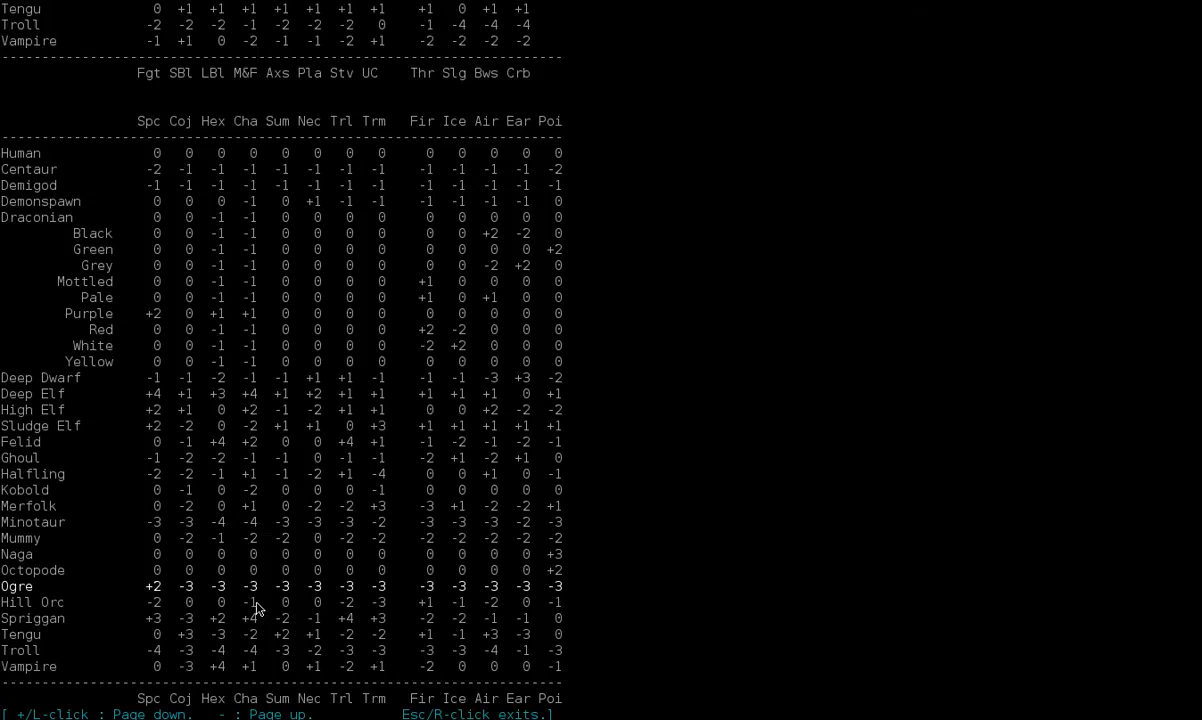 Tengu 0 +1 +1 +1 +1 +1 +1 +1 +1 0 +1 +1
Troll -2 -2 -2 -1 -2 -2 -2 0 -1 -4 -4 -4
Vampire -1 +1 0 -2 -1 -1 -2 +1 -2 -2 -2 -2
Fgt SBl LBl M&F Axs Pla Stv UC Thr Slg Bws Crb
Spc Coj Hex Cha Sum Nec Trl Trm Fir Ice Air Ear Poi
Human 0 0 0 0 0 0 0 0 0 0 0 0 0
Centaur -2 -1 -1 -1 -1 -1 -1 -1 -1 -1 -1 -1 -2
Demigod -1 -1 -1 -1 -1 -1 -1 -1 -1 -1 -1 -1 -1
Demonspawn 0 0 0 -1 0 +1 -1 -1 -1 -1 -1 -1 0
Draconian 0 0 -1 -1 0 0 0 0 0 0 0 0 0
Black 0 0 -1 -1 0 0 0 0 0 0 +2 -2 0
Green 0 0 -1 -1 0 0 0 0 0 0 0 0 +2
Grey 0 0 -1 -1 0 0 0 0 0 0 -2 +2 0
Mottled 0 0 -1 -1 0 0 0 0 +1 0 0 0 0
Pale 0 0 -1 -1 0 0 0 0 +1 0 +1 0 0
Purple +2 0 +1 +1 0 0 0 0 0 0 0 0 0
Red 0 0 -1 -1 0 0 0 0 +2 -2 0 0 0
White 0 0 -1 -1 0 0 0 0 -2 +2 0 0 0
Yellow 0 0 -1 -1 0 0 0 0 0 0 0 0 0
Deep Dwarf -1 -1 -2 -1 -1 +1 +1 -1 -1 -1 -3 +3 -2
Deep Elf +4 +1 +3 +4 +1 +2 +1 +1 +1 +1 +1 0 +1
High Elf +2 +1 0 +2 -1 -2 +1 +1 0 0 +2 -2 -2
Sludge Elf +2 -2 0 -2 +1 +1 0 +3 +1 +1 +1 +1 +1
Felid 0 -1 +4 +2 0 0 +4 +1 -1 -2 -1 -2 -1
Ghoul -1 -2 -2 -1 -1 0 -1 -1 -2 +1 -2 +1 0
Halfling -2 -2 -1 +1 -1 -2 +1 -4 0 0 +1 0 -1
Kobold 0 -1 0 -2 0 0 0 -1 0 0 0 0 0
Merfolk 0 -2 0 +1 0 -2 -2 +3 -3 +1 -2 -2 +1
Minotaur -3 -3 -4 -4 -3 -3 -3 -2 -3 -3 -3 -2 -3
Mummy 0 -2 -1 -2 -2 0 -2 -2 -2 -2 -2 -2 -2
Naga 0 0 0 0 0 0 0 0 0 0 0 0 +3
Octopode 0 0 0 0 0 0 0 0 0 0 0 0 +2
Ogre +2 -3 -3 -3 -3 -3 -3 -3 -3 -3 -3 -3 -3
Hill Orc -2 0 0 -1 0 0 -2 -3 +1 -1 -2 0 -1
Spriggan +3 -3 +2 +4 -2 -1 +4 +3 -2 -2 -1 -1 0
Tengu 0 +3 -3 -2 +2 +1 -2 -2 +1 -1 +3 -3 0
Troll -4 -3 -4 -4 -3 -2 -3 -3 -3 -3 -4 -1 -3
Vampire 0 -3 +4 +1 0 +1 -2 +1 -2 0 0 0 -1
Spc Coj Hex Cha Sum Nec Trl Trm Fir Ice Air Ear Poi
[ +/L-click : Page down. - : Page up. Esc/R-click exits.]